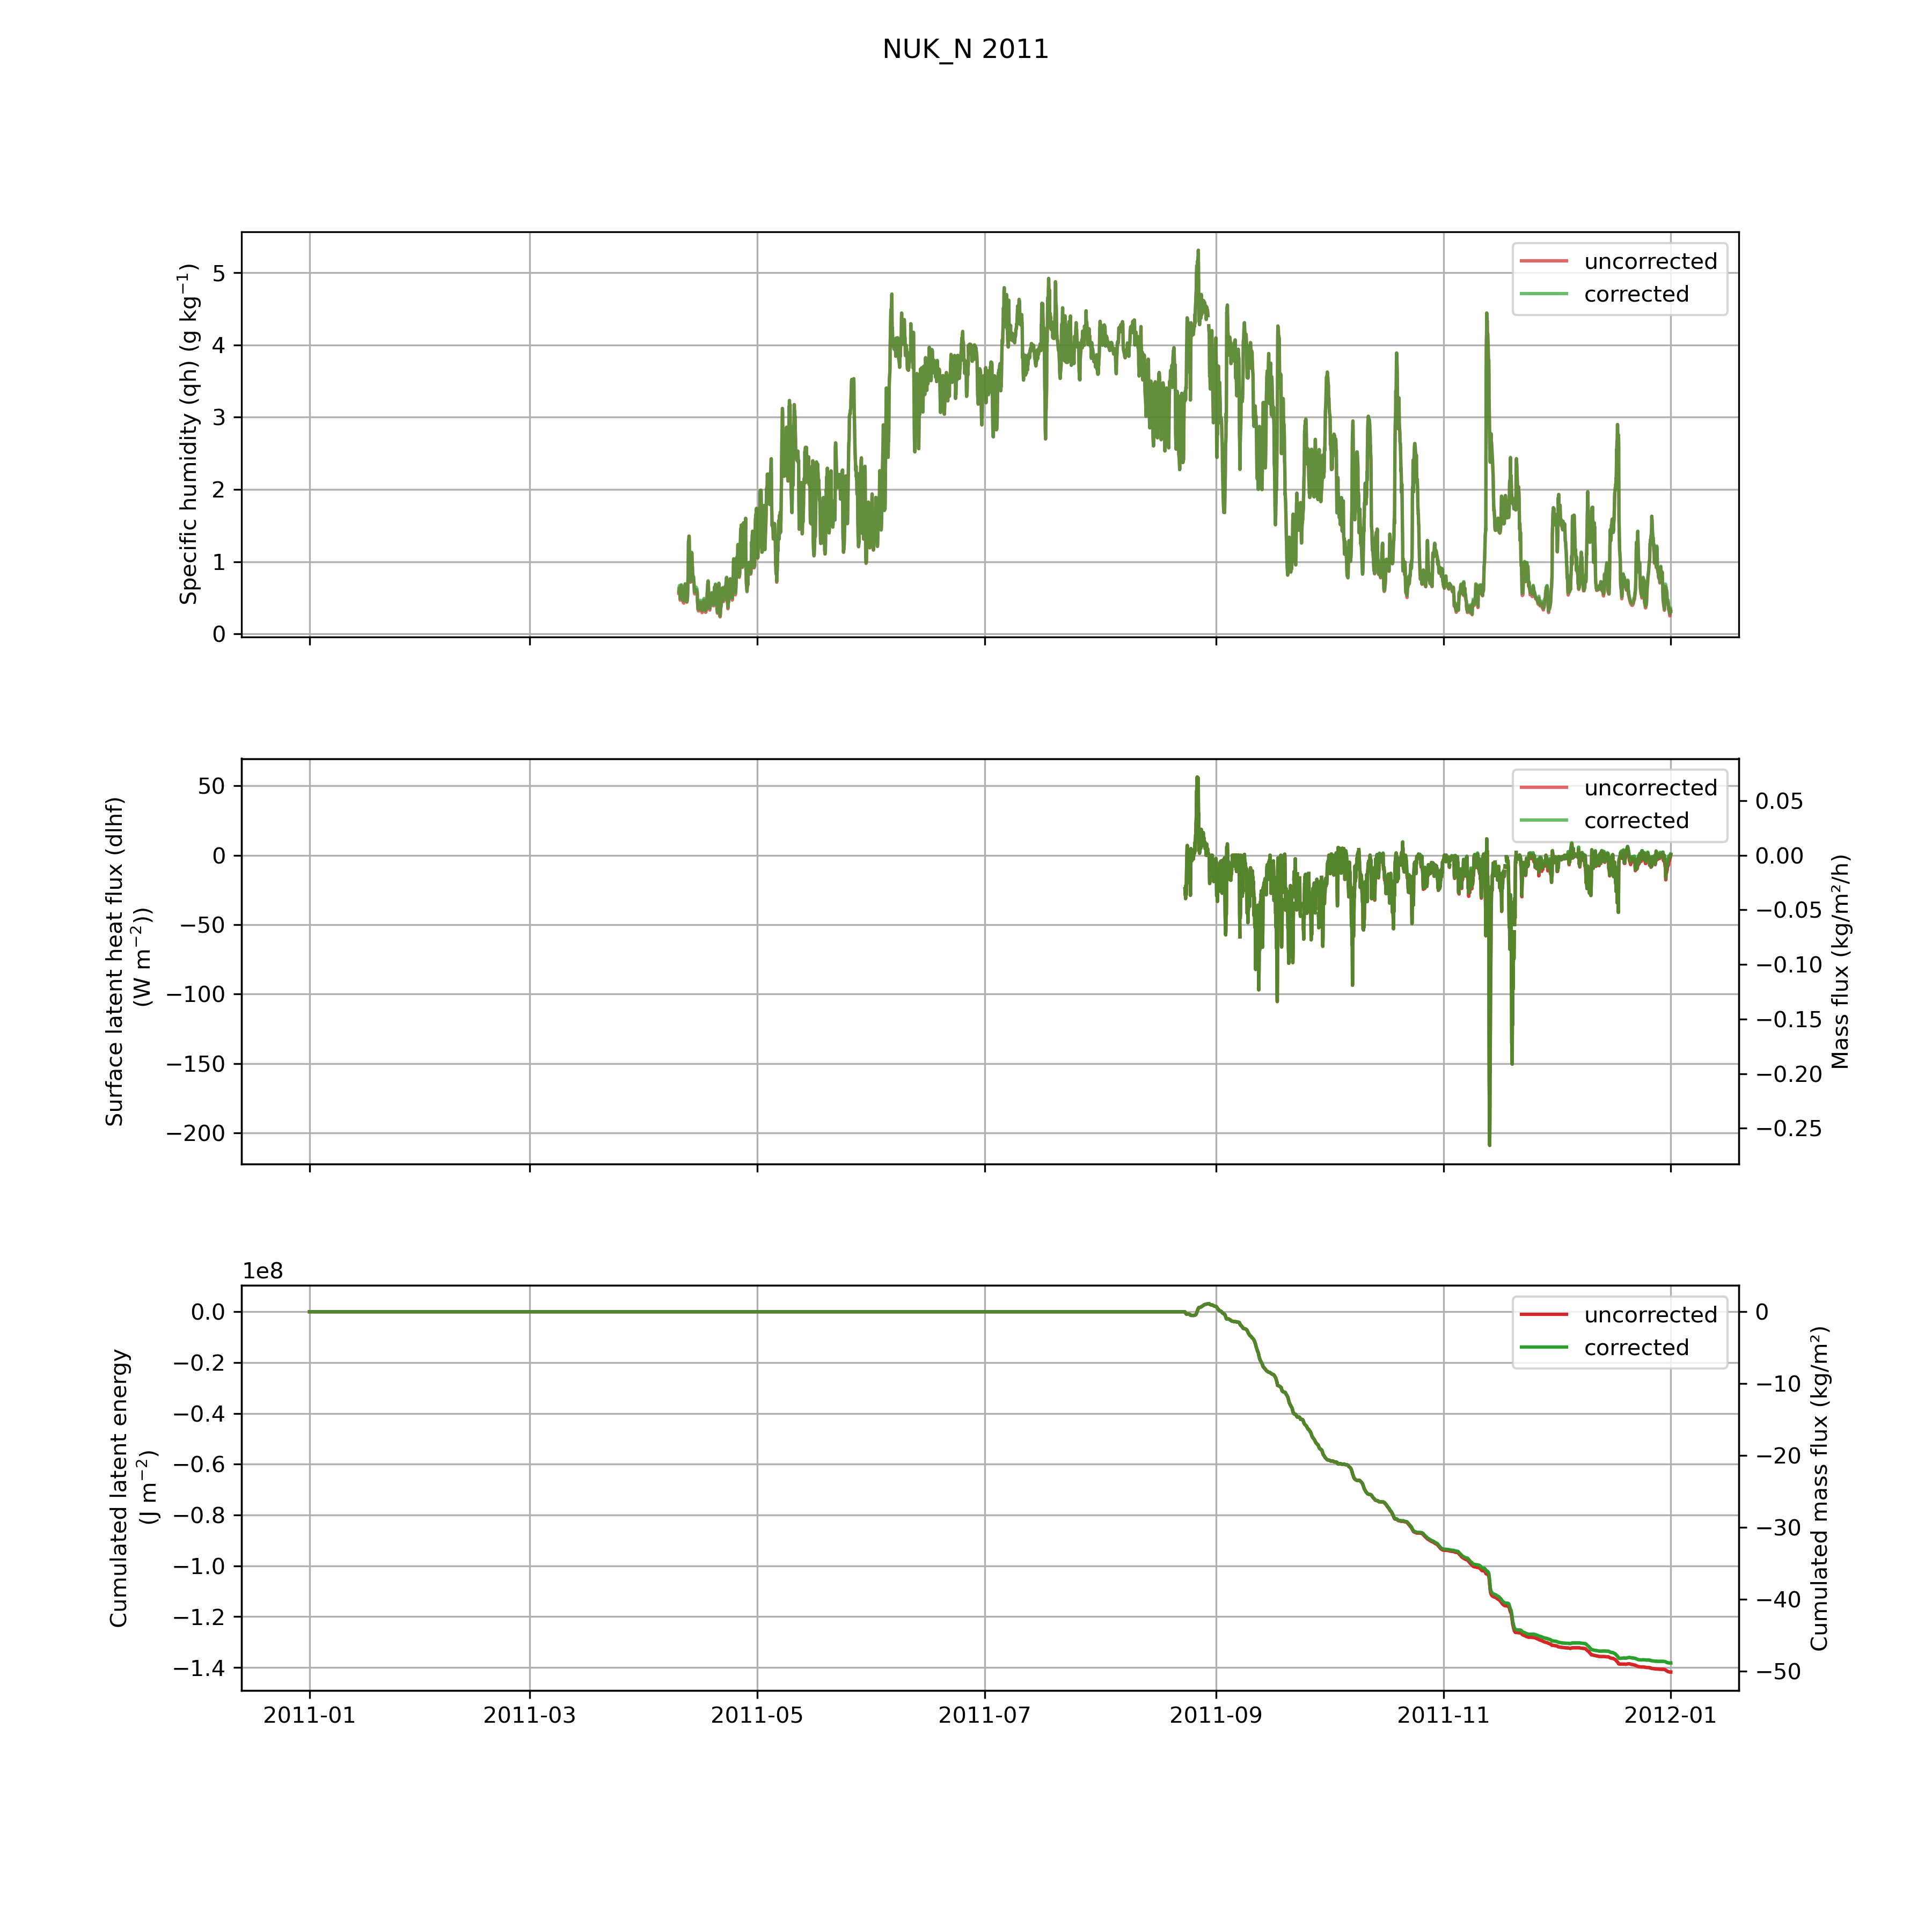 NUK_N 2011
Specific humidity (qh) (g kg⁻¹)
5
4
3
2
1
0
uncorrected
corrected
Surface latent heat flux (dlhf)
(W m⁻²))
50
0
−50
−100
−150
−200
uncorrected
corrected
0.05
0.00
−0.05
−0.10
−0.15
−0.20
−0.25
Mass flux (kg/m²/h)
1e8
Cumulated latent energy
(J m⁻²)
0.0
−0.2
−0.4
−0.6
−0.8
−1.0
−1.2
−1.4
uncorrected
corrected
0
−10
−20
−30
−40
−50
Cumulated mass flux (kg/m²)
2011-01 2011-03 2011-05 2011-07 2011-09 2011-11 2012-01